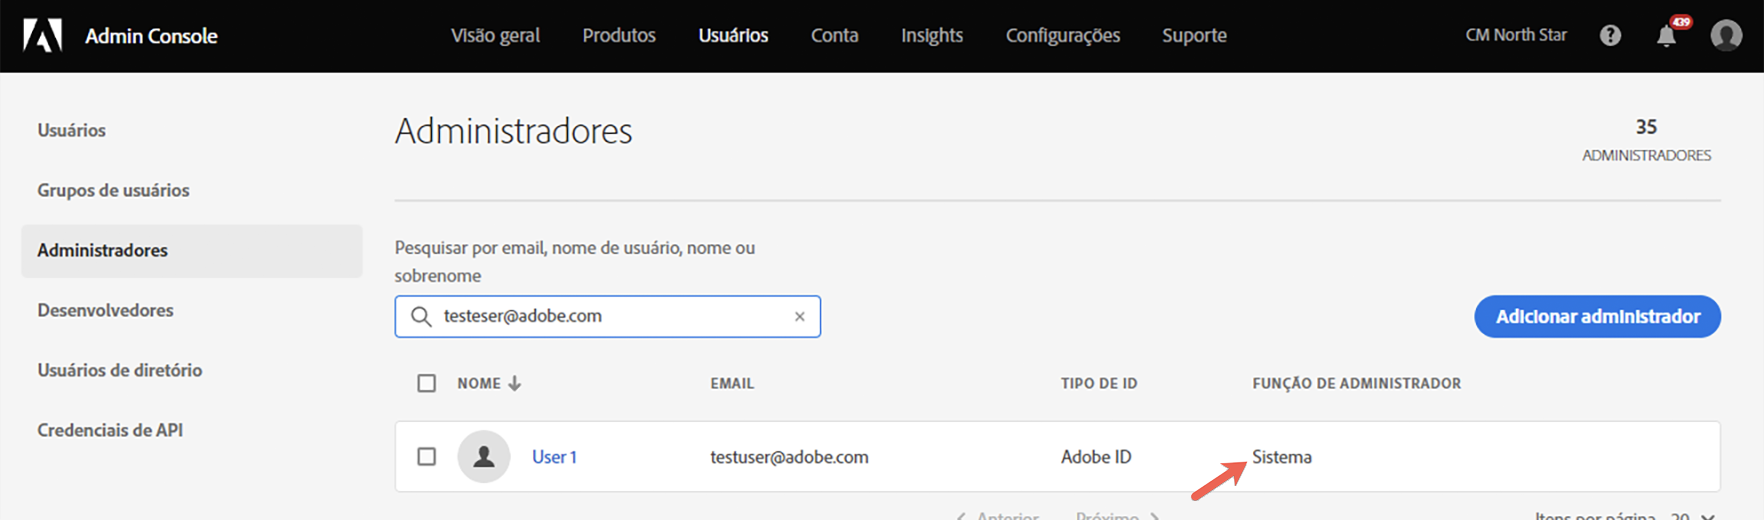 Admin Console Visão geral Produtos Usuários Conta Insights Configurações Suporte CM North Star ? 439
Usuários
Grupos de usuários
Administradores
Desenvolvedores
Usuários de diretório
Credenciais de API
Administradores
35
ADMINISTRADORES
Pesquisar por email, nome de usuário, nome ou
sobrenome
testeser@adobe.com ×
Adicionar administrador
NOME EMAIL TIPO DE ID FUNÇÃO DE ADMINISTRADOR
User 1 testuser@adobe.com Adobe ID Sistema
Anterior Próximo Itens por página 20